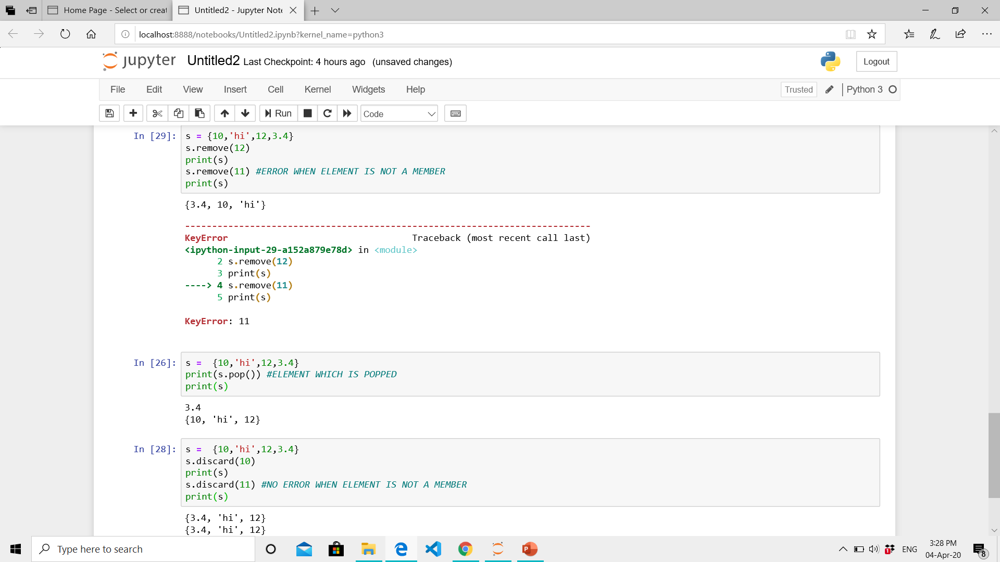 Home Page - Select or creat
Untitled2 - Jupyter Note
localhost:8888/notebooks/Untitled2.ipynb?kernel_name=python3
jupyter Untitled2 Last Checkpoint: 4 hours ago (unsaved changes)
Logout
File Edit View Insert Cell Kernel Widgets Help
Trusted Python 3
Run Code
In [29]: s = {10,'hi',12,3.4}
s.remove(12)
print(s)
s.remove(11) #ERROR WHEN ELEMENT IS NOT A MEMBER
print(s)
{3.4, 10, 'hi'}
---------------------------------------------------------------------------
KeyError Traceback (most recent call last)
<ipython-input-29-a152a879e78d> in <module>
2 s.remove(12)
3 print(s)
----> 4 s.remove(11)
5 print(s)
KeyError: 11
In [26]: s =  {10,'hi',12,3.4}
print(s.pop()) #ELEMENT WHICH IS POPPED
print(s)
3.4
{10, 'hi', 12}
In [28]: s =  {10,'hi',12,3.4}
s.discard(10)
print(s)
s.discard(11) #NO ERROR WHEN ELEMENT IS NOT A MEMBER
print(s)
{3.4, 'hi', 12}
{3.4, 'hi', 12}
Type here to search
P
1
ENG
3:28 PM
04-Apr-20
8